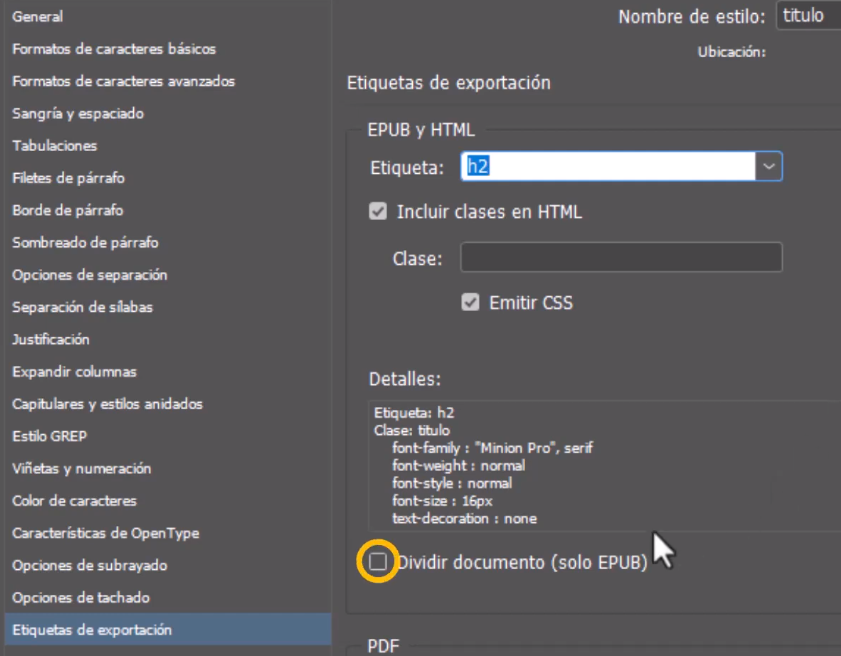 General
Formatos de caracteres básicos
Formatos de caracteres avanzados
Sangría y espaciado
Tabulaciones
Filetes de párrafo
Borde de párrafo
Sombreado de párrafo
Opciones de separación
Separación de sílabas
Justificación
Expandir columnas
Capitulares y estilos anidados
Estilo GREP
Viñetas y numeración
Color de caracteres
Características de OpenType
Opciones de subrayado
Opciones de tachado
Etiquetas de exportación
Nombre de estilo: titulo
Ubicación:
Etiquetas de exportación
EPUB y HTML
Etiqueta: h2
Incluir clases en HTML
Clase:
Emitir CSS
Detalles:
Etiqueta: h2
Clase: titulo
font-family : "Minion Pro", serif
font-weight : normal
font-style : normal
font-size : 16px
text-decoration : none
Dividir documento (solo EPUB)
PDF